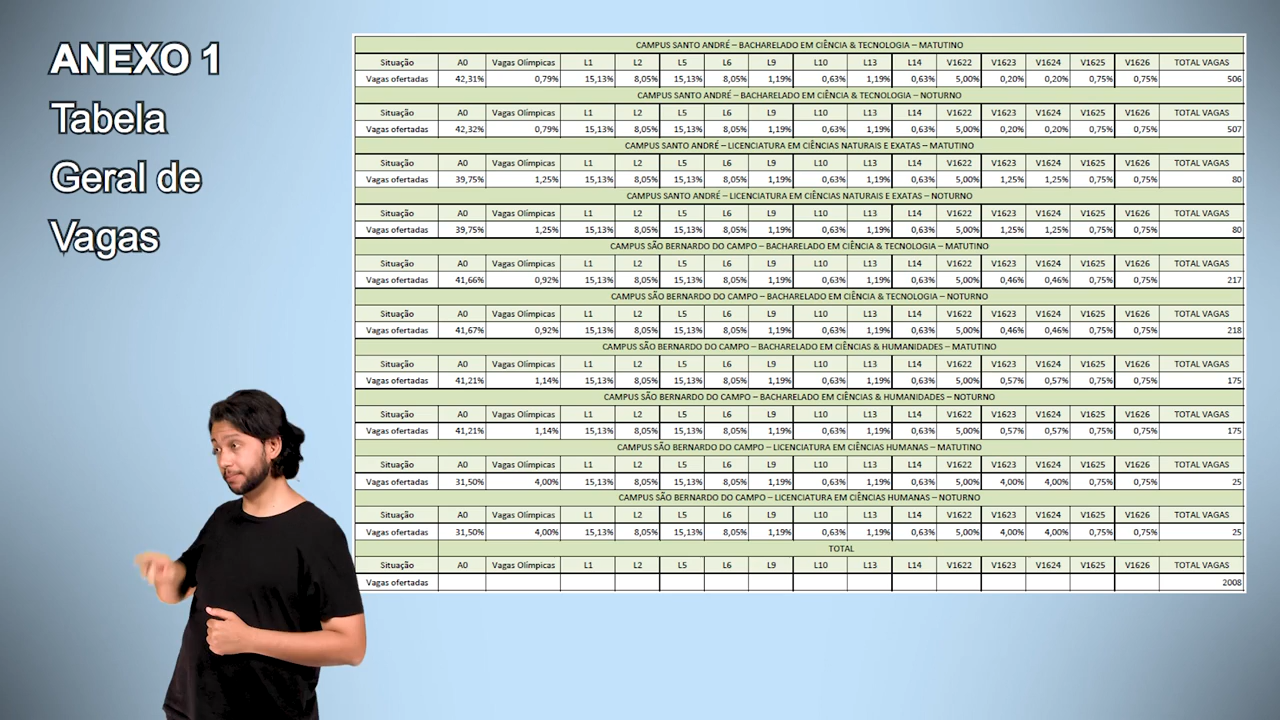 ANEXO 1
Tabela
Geral de
Vagas
CAMPUS SANTO ANDRÉ – BACHARELADO EM CIÊNCIA & TECNOLOGIA – MATUTINO
Situação A0 Vagas Olímpicas L1 L2 L5 L6 L9 L10 L13 L14 V1622 V1623 V1624 V1625 V1626 TOTAL VAGAS
Vagas ofertadas 42,31% 0,79% 15,13% 8,05% 15,13% 8,05% 1,19% 0,63% 1,19% 0,63% 5,00% 0,20% 0,20% 0,75% 0,75% 506
CAMPUS SANTO ANDRÉ – BACHARELADO EM CIÊNCIA & TECNOLOGIA – NOTURNO
Situação A0 Vagas Olímpicas L1 L2 L5 L6 L9 L10 L13 L14 V1622 V1623 V1624 V1625 V1626 TOTAL VAGAS
Vagas ofertadas 42,32% 0,79% 15,13% 8,05% 15,13% 8,05% 1,19% 0,63% 1,19% 0,63% 5,00% 0,20% 0,20% 0,75% 0,75% 507
CAMPUS SANTO ANDRÉ – LICENCIATURA EM CIÊNCIAS NATURAIS E EXATAS – MATUTINO
Situação A0 Vagas Olímpicas L1 L2 L5 L6 L9 L10 L13 L14 V1622 V1623 V1624 V1625 V1626 TOTAL VAGAS
Vagas ofertadas 39,75% 1,25% 15,13% 8,05% 15,13% 8,05% 1,19% 0,63% 1,19% 0,63% 5,00% 1,25% 1,25% 0,75% 0,75% 80
CAMPUS SANTO ANDRÉ – LICENCIATURA EM CIÊNCIAS NATURAIS E EXATAS – NOTURNO
Situação A0 Vagas Olímpicas L1 L2 L5 L6 L9 L10 L13 L14 V1622 V1623 V1624 V1625 V1626 TOTAL VAGAS
Vagas ofertadas 39,75% 1,25% 15,13% 8,05% 15,13% 8,05% 1,19% 0,63% 1,19% 0,63% 5,00% 1,25% 1,25% 0,75% 0,75% 80
CAMPUS SÃO BERNARDO DO CAMPO – BACHARELADO EM CIÊNCIA & TECNOLOGIA – MATUTINO
Situação A0 Vagas Olímpicas L1 L2 L5 L6 L9 L10 L13 L14 V1622 V1623 V1624 V1625 V1626 TOTAL VAGAS
Vagas ofertadas 41,66% 0,92% 15,13% 8,05% 15,13% 8,05% 1,19% 0,63% 1,19% 0,63% 5,00% 0,46% 0,46% 0,75% 0,75% 217
CAMPUS SÃO BERNARDO DO CAMPO – BACHARELADO EM CIÊNCIA & TECNOLOGIA – NOTURNO
Situação A0 Vagas Olímpicas L1 L2 L5 L6 L9 L10 L13 L14 V1622 V1623 V1624 V1625 V1626 TOTAL VAGAS
Vagas ofertadas 41,67% 0,92% 15,13% 8,05% 15,13% 8,05% 1,19% 0,63% 1,19% 0,63% 5,00% 0,46% 0,46% 0,75% 0,75% 218
CAMPUS SÃO BERNARDO DO CAMPO – BACHARELADO EM CIÊNCIAS & HUMANIDADES – MATUTINO
Situação A0 Vagas Olímpicas L1 L2 L5 L6 L9 L10 L13 L14 V1622 V1623 V1624 V1625 V1626 TOTAL VAGAS
Vagas ofertadas 41,21% 1,14% 15,13% 8,05% 15,13% 8,05% 1,19% 0,63% 1,19% 0,63% 5,00% 0,57% 0,57% 0,75% 0,75% 175
CAMPUS SÃO BERNARDO DO CAMPO – BACHARELADO EM CIÊNCIAS & HUMANIDADES – NOTURNO
Situação A0 Vagas Olímpicas L1 L2 L5 L6 L9 L10 L13 L14 V1622 V1623 V1624 V1625 V1626 TOTAL VAGAS
Vagas ofertadas 41,21% 1,14% 15,13% 8,05% 15,13% 8,05% 1,19% 0,63% 1,19% 0,63% 5,00% 0,57% 0,57% 0,75% 0,75% 175
CAMPUS SÃO BERNARDO DO CAMPO – LICENCIATURA EM CIÊNCIAS HUMANAS – MATUTINO
Situação A0 Vagas Olímpicas L1 L2 L5 L6 L9 L10 L13 L14 V1622 V1623 V1624 V1625 V1626 TOTAL VAGAS
Vagas ofertadas 31,50% 4,00% 15,13% 8,05% 15,13% 8,05% 1,19% 0,63% 1,19% 0,63% 5,00% 4,00% 4,00% 0,75% 0,75% 25
CAMPUS SÃO BERNARDO DO CAMPO – LICENCIATURA EM CIÊNCIAS HUMANAS – NOTURNO
Situação A0 Vagas Olímpicas L1 L2 L5 L6 L9 L10 L13 L14 V1622 V1623 V1624 V1625 V1626 TOTAL VAGAS
Vagas ofertadas 31,50% 4,00% 15,13% 8,05% 15,13% 8,05% 1,19% 0,63% 1,19% 0,63% 5,00% 4,00% 4,00% 0,75% 0,75% 25
TOTAL
Situação A0 Vagas Olímpicas L1 L2 L5 L6 L9 L10 L13 L14 V1622 V1623 V1624 V1625 V1626 TOTAL VAGAS
Vagas ofertadas 2008